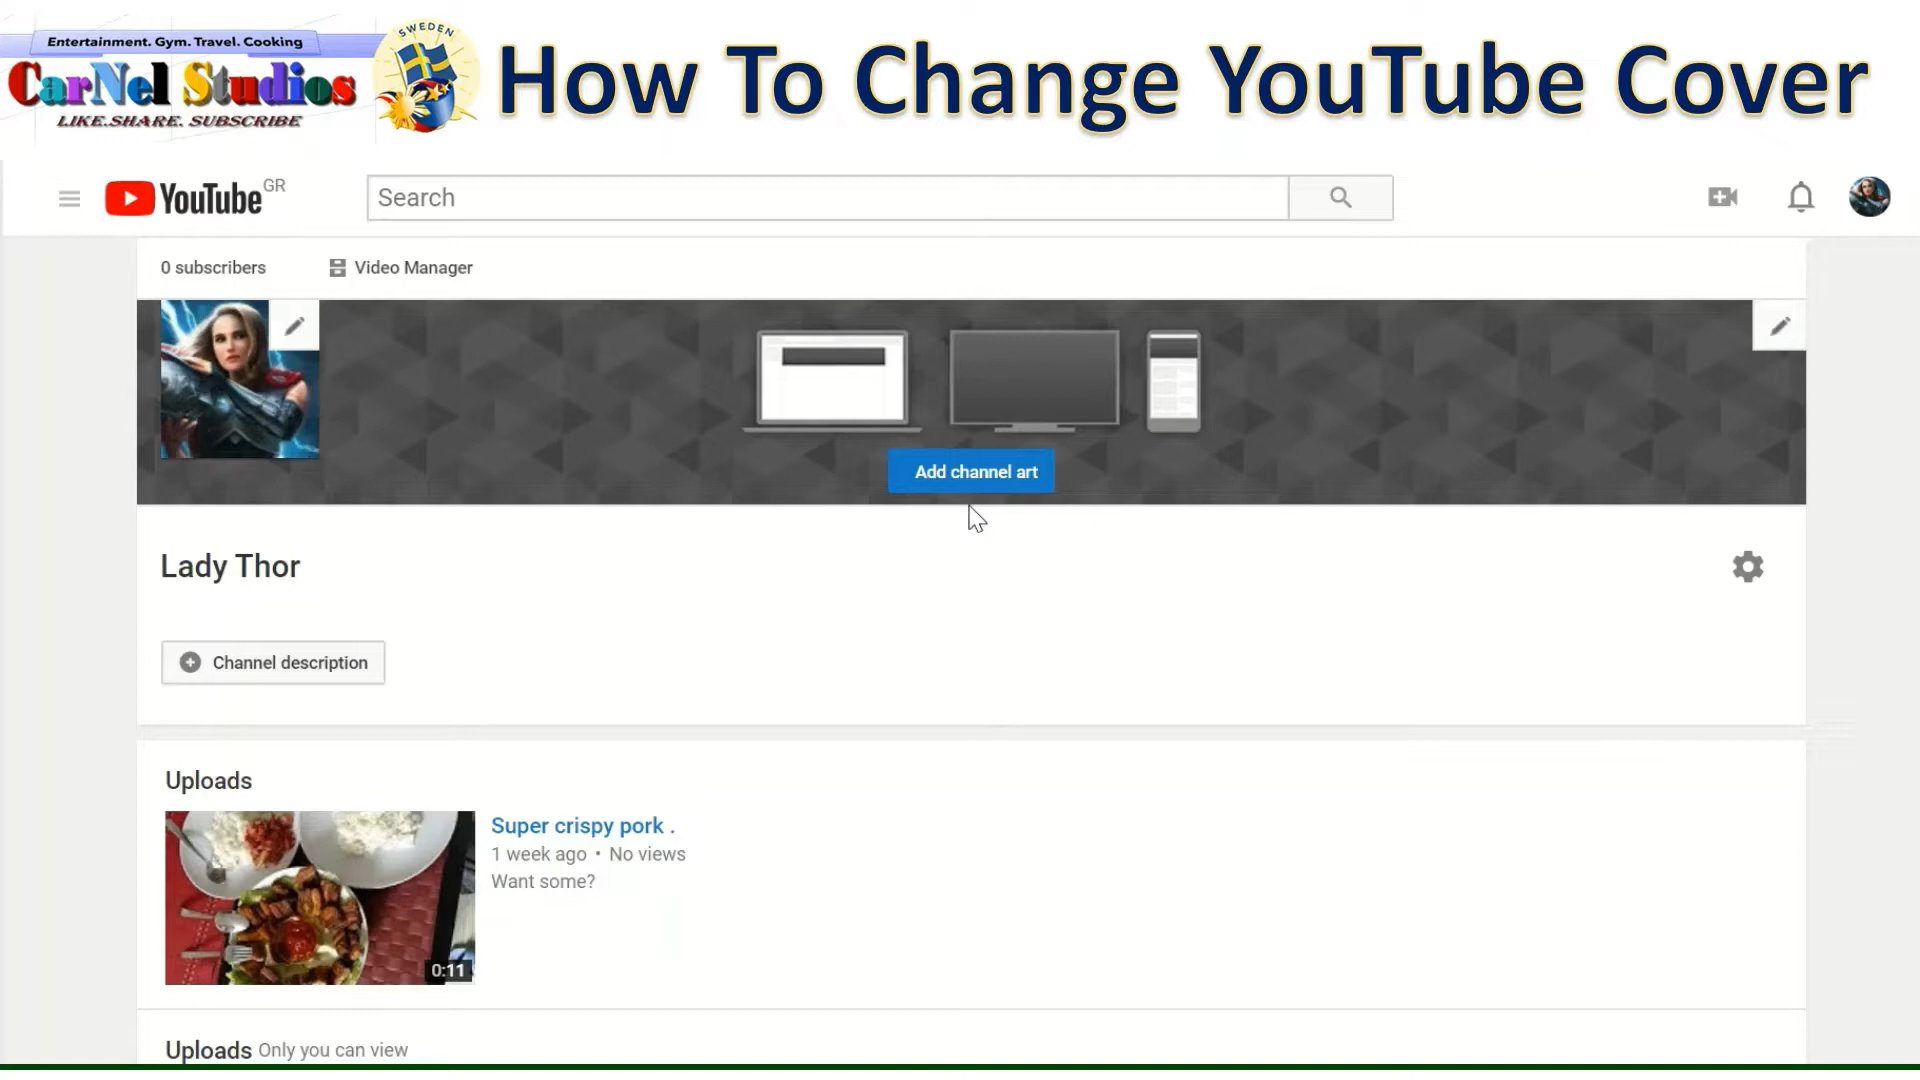 Entertainment. Gym. Travel. Cooking
CarNel Studios
LIKE.SHARE. SUBSCRIBE
SWEDEN
How To Change YouTube Cover
YouTube GR
Search
0 subscribers
Video Manager
Add channel art
Lady Thor
Channel description
Uploads
Super crispy pork .
1 week ago • No views
Want some?
0:11
Uploads Only you can view